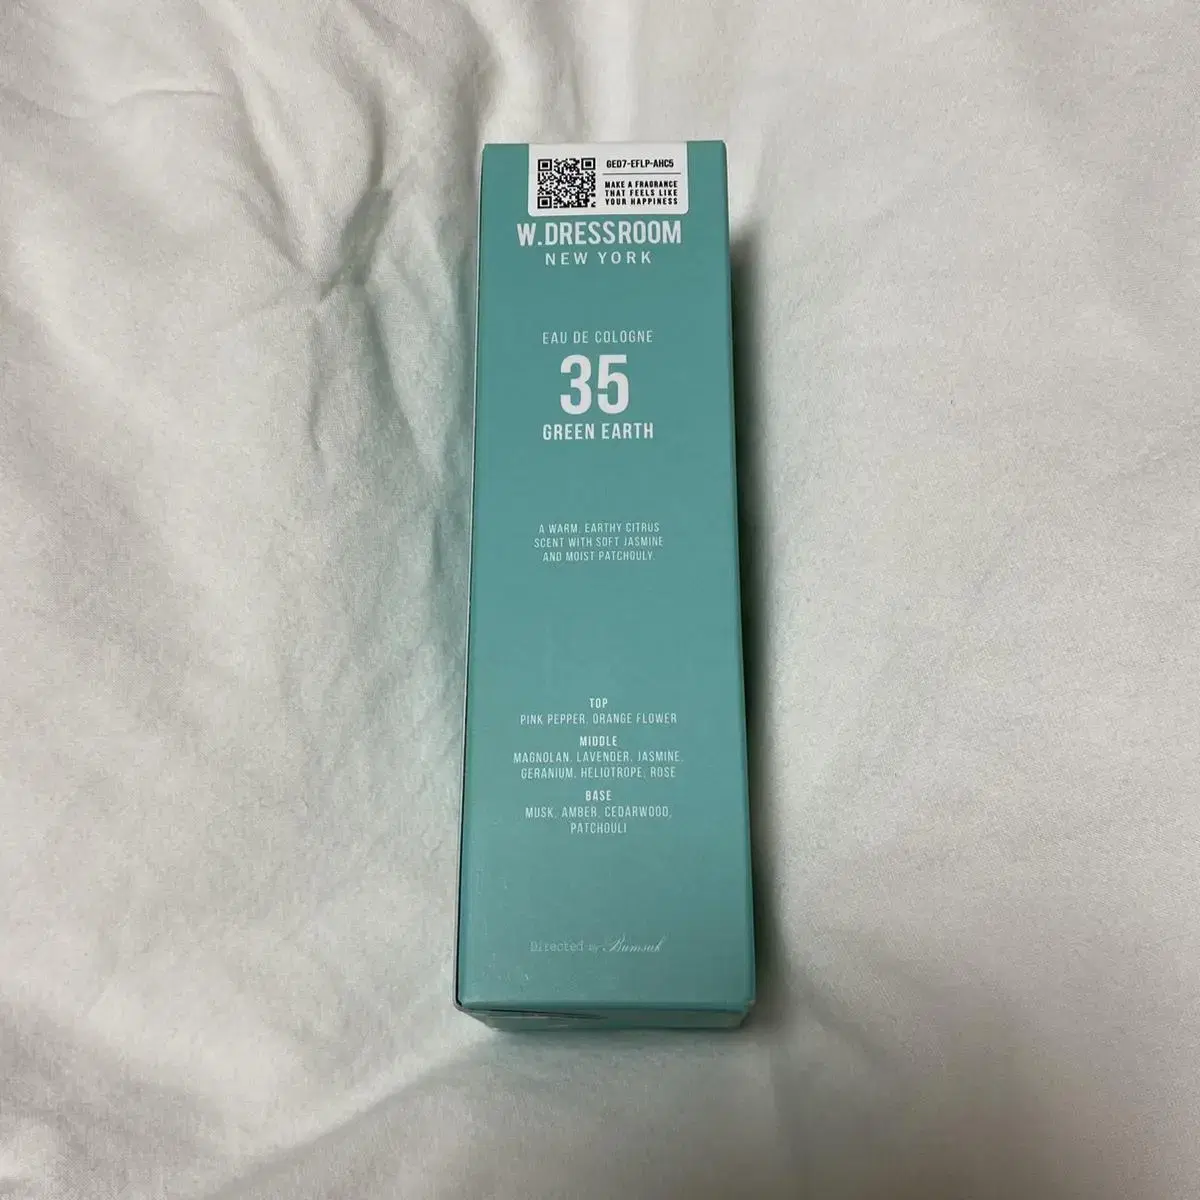 GED7-EFLP-AHC5
MAKE A FRAGRANCE
THAT FEELS LIKE
YOUR HAPPINESS
W.DRESSROOM
NEW YORK
EAU DE COLOGNE
35
GREEN EARTH
A WARM, EARTHY CITRUS
SCENT WITH SOFT JASMINE
AND MOIST PATCHOULY.
TOP
PINK PEPPER, ORANGE FLOWER
MIDDLE
MAGNOLAN, LAVENDER, JASMINE,
GERANIUM, HELIOTROPE, ROSE
BASE
MUSK, AMBER, CEDARWOOD,
PATCHOULI
Directed by Bumsuk